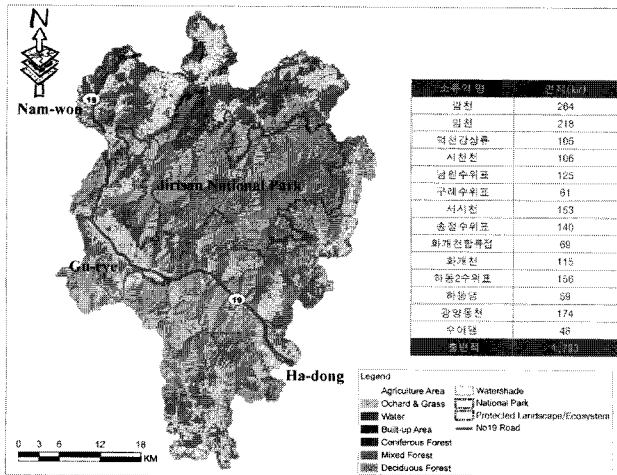 N
Nam-won
19
Jirisan National Park
Gu-rye
19
Ha-dong
0 3 6 12 18
KM
소유역 명 면적(㎢)
람천 264
임천 218
105
시천천 106
남원수위표 125
구례수위표 61
서시천 153
송정수위표 140
화개천합류점 69
화개천 115
하동2수위표 156
하동댐 59
광양동천 174
수어댐 48
총면적
Legend
Agriculture Area
Ochard & Grass
Water
Built-up Area
Coniferous Forest
Mixed Forest
Deciduous Forest
Watershade
National Park
Protected Landscape/Ecosystem
No19 Road